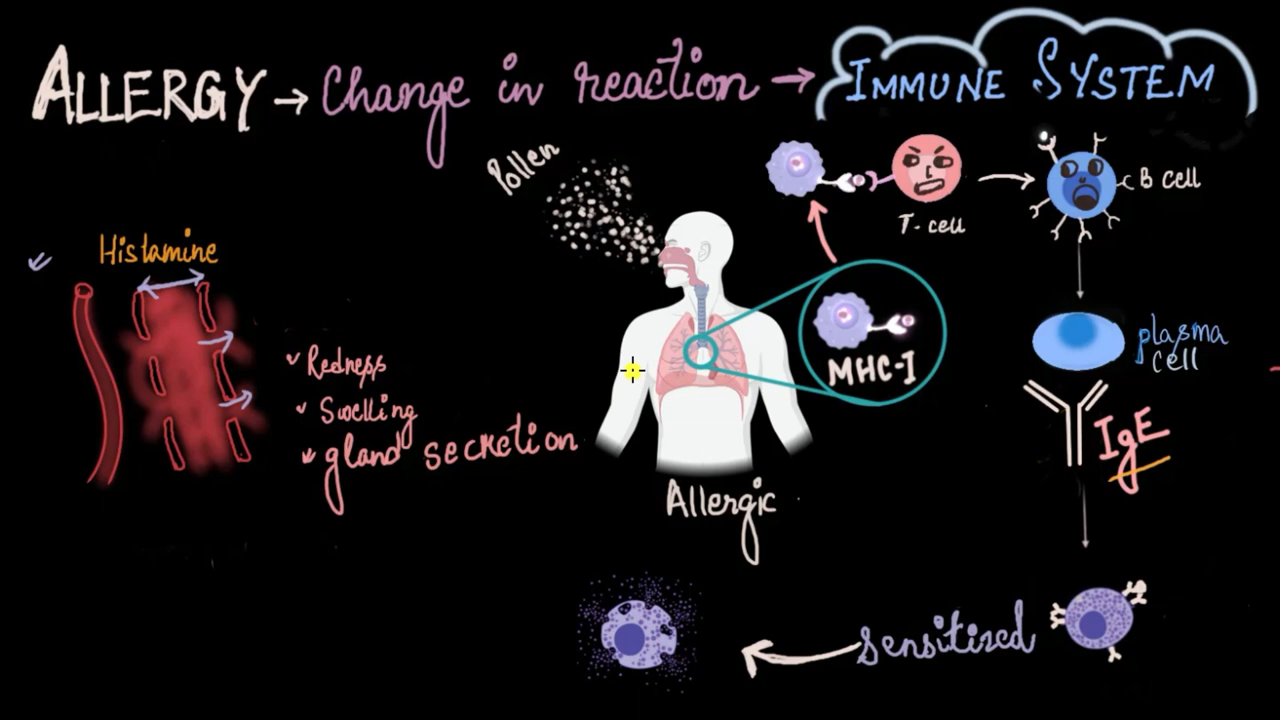 ALLERGY → Change in reaction → IMMUNE SYSTEM
Pollen
T-cell
B cell
Histamine
MHC-I
plasma
cell
Redness
Swelling
gland secretion
IgE
Allergic
Sensitized